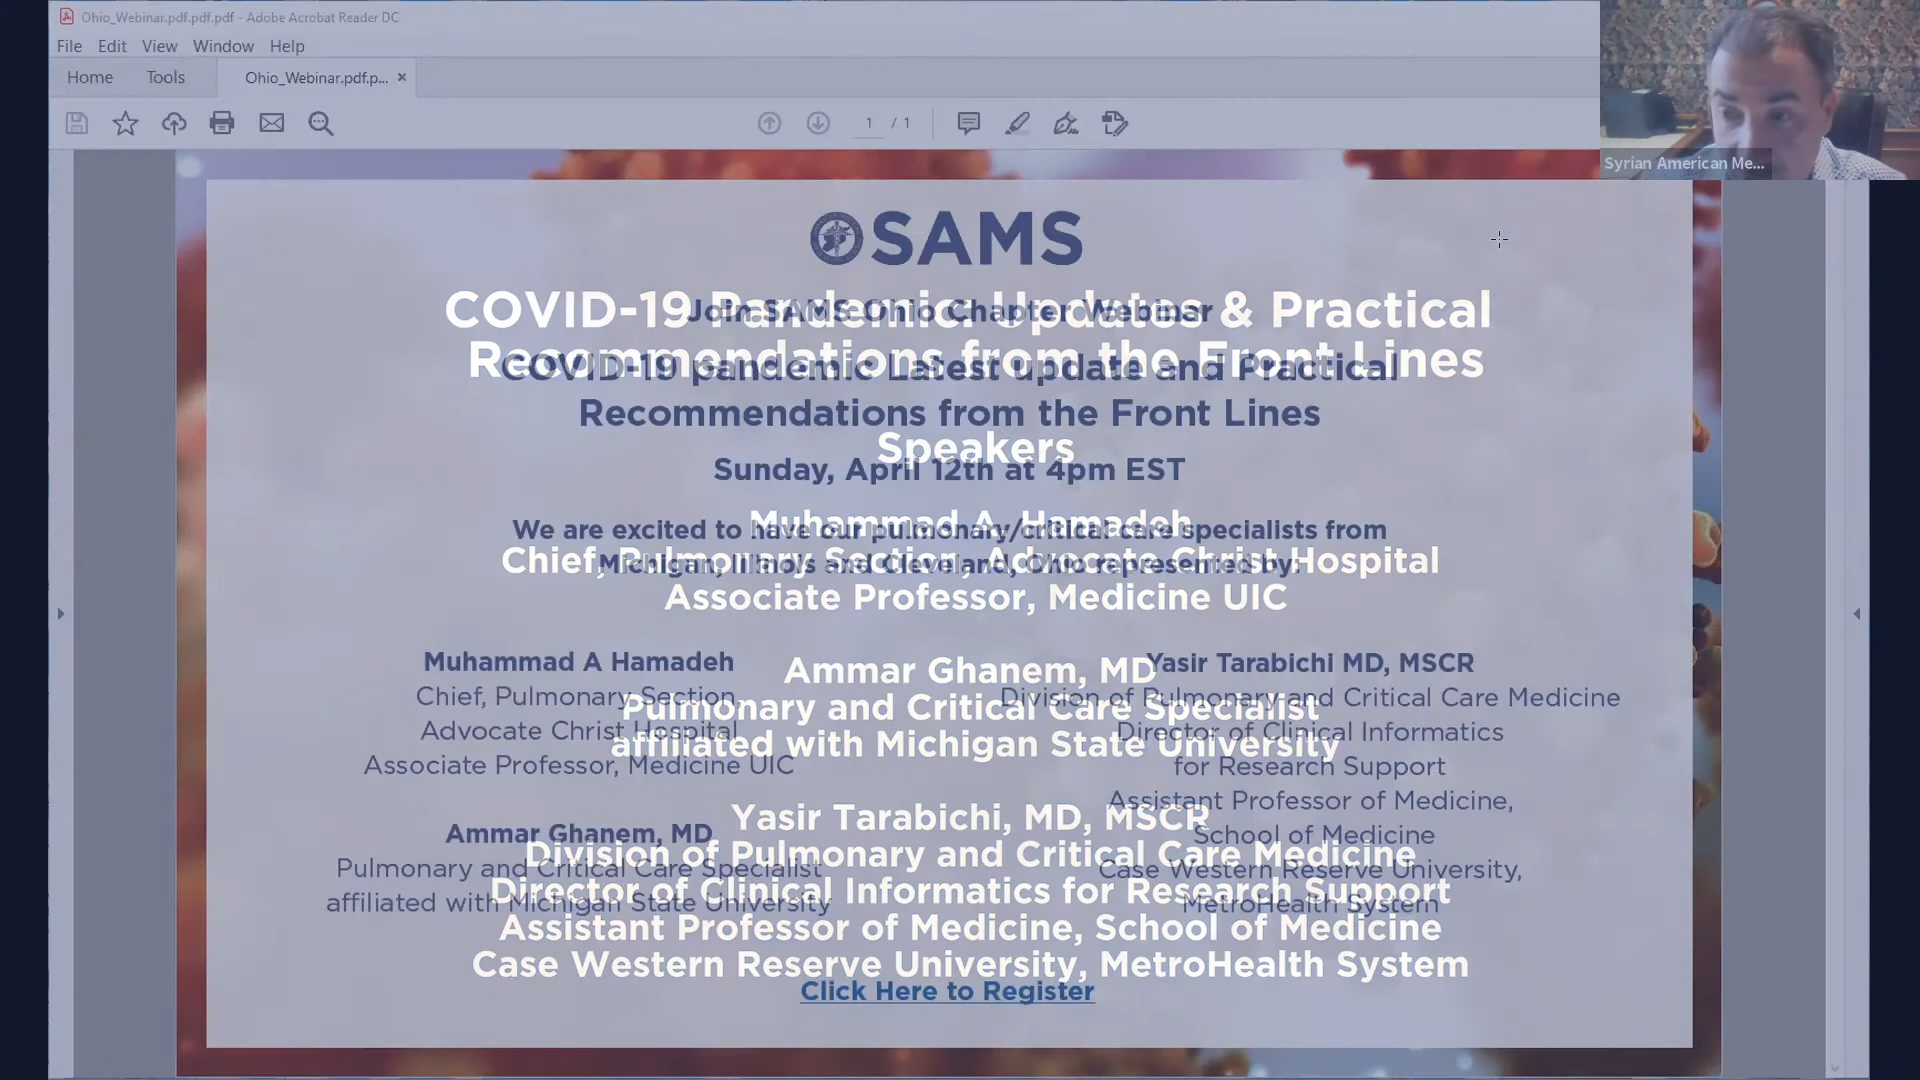 Ohio_Webinar.pdf.pdf.pdf - Adobe Acrobat Reader DC
File Edit View Window Help
Home Tools Ohio_Webinar.pdf.p... ×
1 / 1
Syrian American Me...
SAMS
Join SAMS Ohio Chapter Webinar
COVID-19 pandemic Latest update and Practical
Recommendations from the Front Lines
Sunday, April 12th at 4pm EST
We are excited to have our pulmonary/critical care specialists from
Michigan, Illinois and Cleveland, Ohio represented by:
Muhammad A Hamadeh
Chief, Pulmonary Section,
Advocate Christ Hospital
Associate Professor, Medicine UIC
Ammar Ghanem, MD
Pulmonary and Critical Care Specialist
affiliated with Michigan State University
Yasir Tarabichi MD, MSCR
Division of Pulmonary and Critical Care Medicine
Director of Clinical Informatics
for Research Support
Assistant Professor of Medicine,
School of Medicine
Case Western Reserve University,
MetroHealth System
Click Here to Register
COVID-19 Pandemic Updates & Practical
Recommendations from the Front Lines
Speakers
Muhammad A. Hamadeh
Chief, Pulmonary Section, Advocate Christ Hospital
Associate Professor, Medicine UIC
Ammar Ghanem, MD
Pulmonary and Critical Care Specialist
affiliated with Michigan State University
Yasir Tarabichi, MD, MSCR
Division of Pulmonary and Critical Care Medicine
Director of Clinical Informatics for Research Support
Assistant Professor of Medicine, School of Medicine
Case Western Reserve University, MetroHealth System